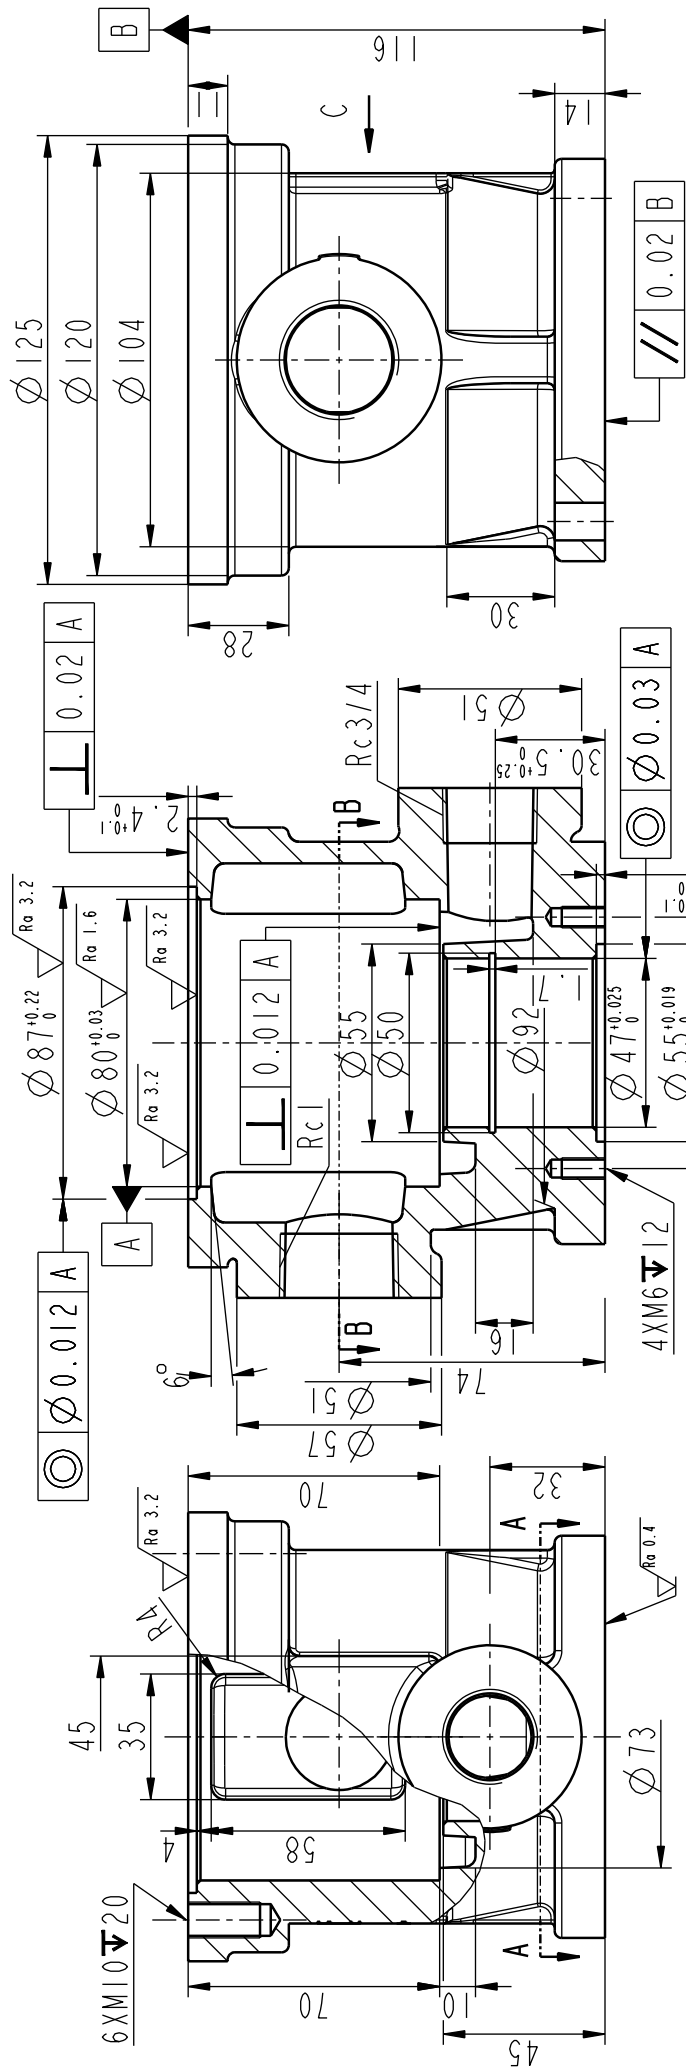 B
116
11
C
14
// 0.02 B
Ø125
Ø120
Ø104
28
30
⊥ 0.02 A
2.4 +0.1 0
Ra 3.2
Ra 1.6
Ra 3.2
Ra 3.2
Ø87 +0.22 0
Ø80 +0.03 0
A
◎ Ø0.012 A
⊥ 0.012 A
Rc3/4
Ø51
30.5 +0.25 0
◎ Ø0.03 A
B
B
Ø55
Ø50
1.7
Ø92
Ø47 +0.025 0
Ø55 +0.019 0
+0.1 0
Rc1
6°
Ø51
Ø57
74
16
4XM6↧12
70
32
A
A
Ra 3.2
Ra 0.4
R4
45
35
4
58
Ø73
6XM10↧20
70
10
45